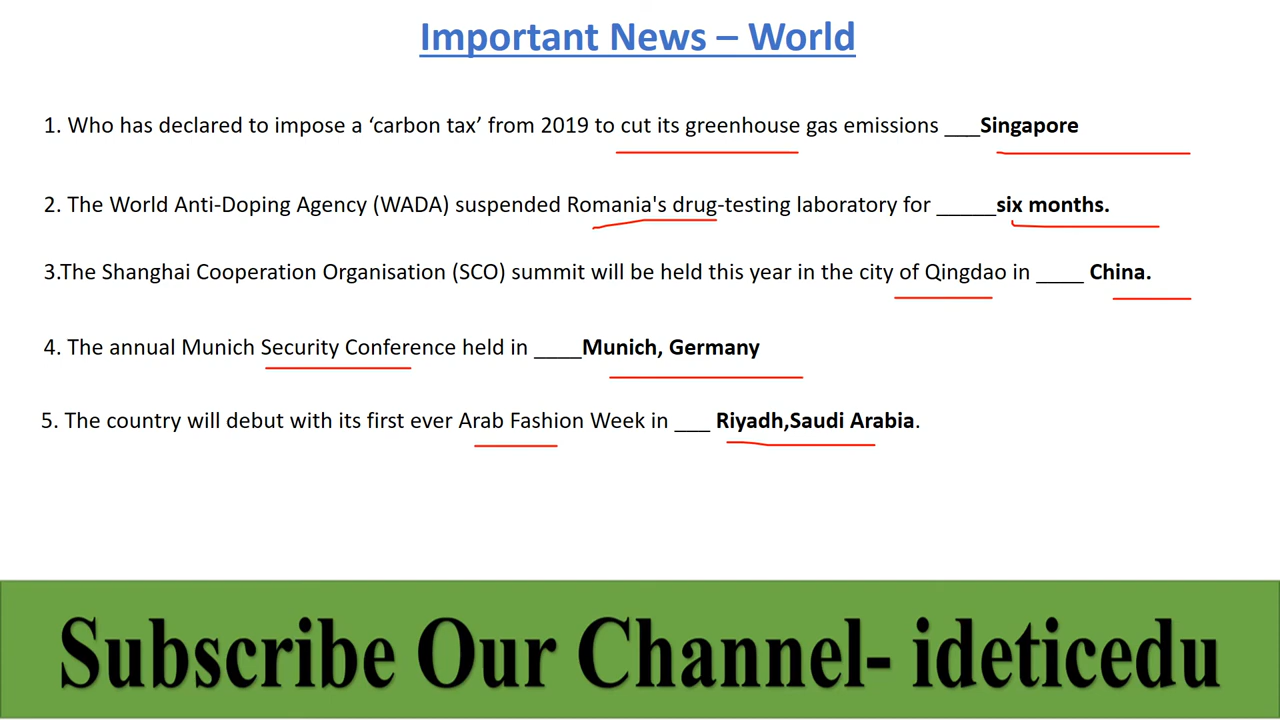 Important News – World
1. Who has declared to impose a ‘carbon tax’ from 2019 to cut its greenhouse gas emissions ___Singapore
2. The World Anti-Doping Agency (WADA) suspended Romania's drug-testing laboratory for _____six months.
3.The Shanghai Cooperation Organisation (SCO) summit will be held this year in the city of Qingdao in ____ China.
4. The annual Munich Security Conference held in ____Munich, Germany
5. The country will debut with its first ever Arab Fashion Week in ___ Riyadh,Saudi Arabia.
Subscribe Our Channel- ideticedu